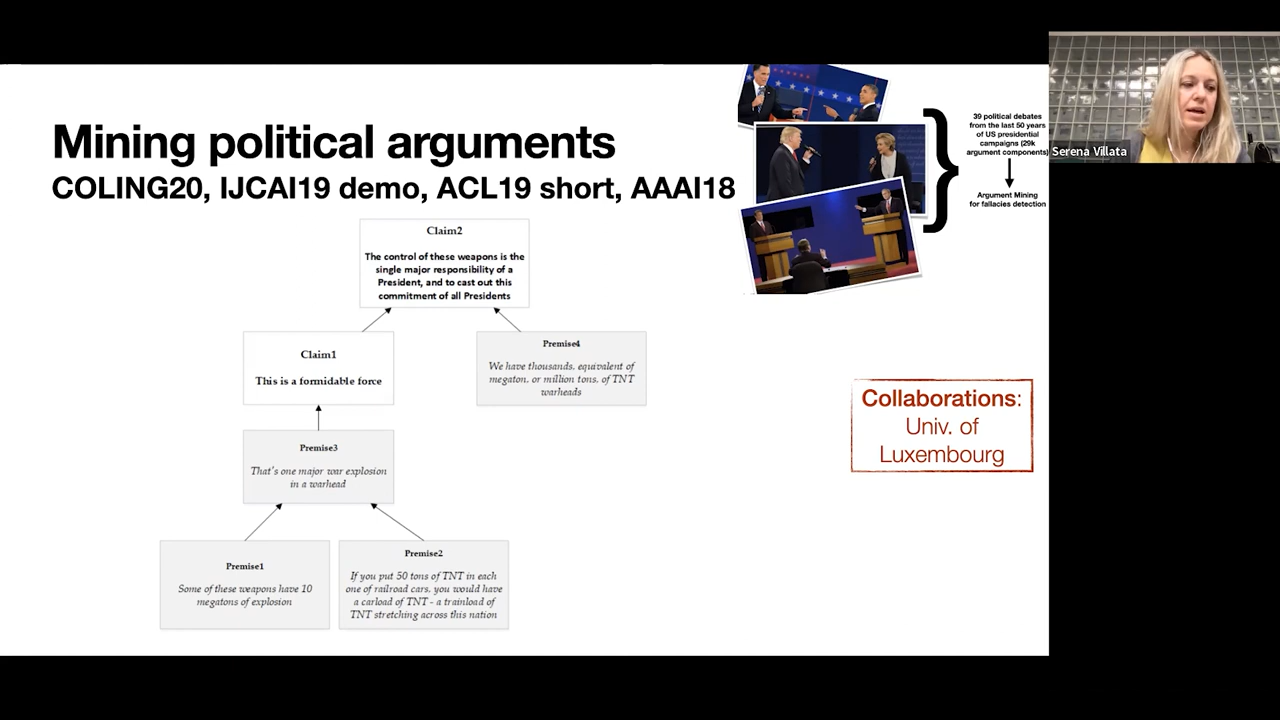 Mining political arguments
COLING20, IJCAI19 demo, ACL19 short, AAAI18
39 political debates
from the last 50 years
of US presidential
campaigns (29k
argument components)
Argument Mining
for fallacies detection
Serena Villata
Claim2
The control of these weapons is the
single major responsibility of a
President, and to cast out this
commitment of all Presidents
Claim1
This is a formidable force
Premise4
We have thousands. equivalent of
megaton. or million tons. of TNT
warheads
Collaborations:
Univ. of
Luxembourg
Premise3
That's one major war explosion
in a warhead
Premise1
Some of these weapons have 10
megatons of explosion
Premise2
If you put 50 tons of TNT in each
one of railroad cars. you would have
a carload of TNT - a trainload of
TNT stretching across this nation